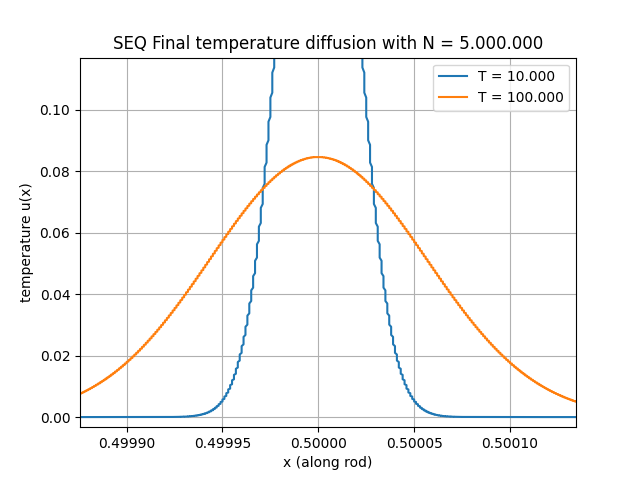 SEQ Final temperature diffusion with N = 5.000.000
T = 10.000
T = 100.000
temperature u(x)
0.10
0.08
0.06
0.04
0.02
0.00
0.49990
0.49995
0.50000
0.50005
0.50010
x (along rod)